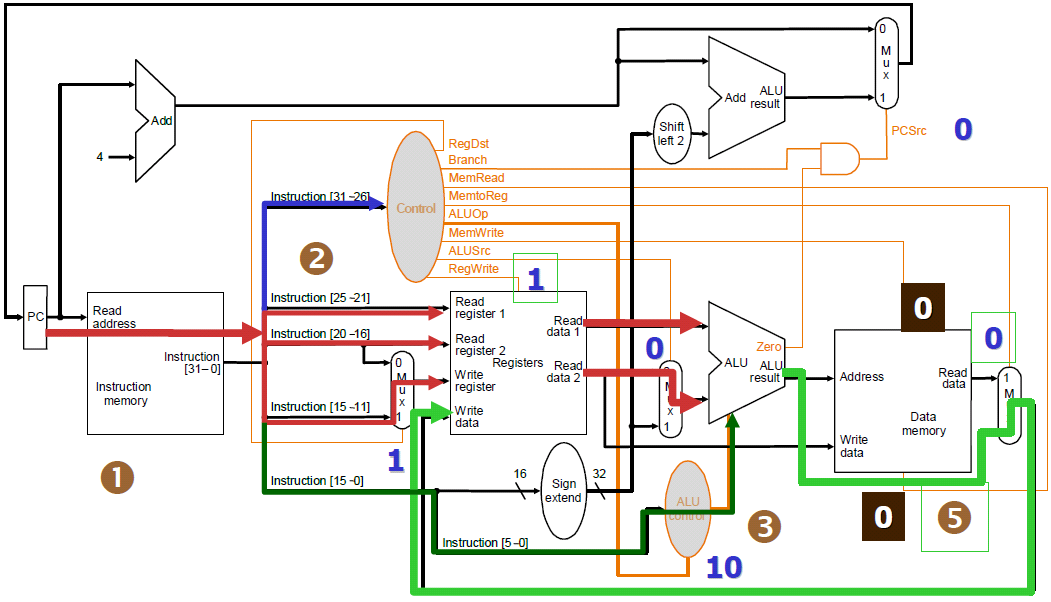 0
M
u
x
1
PCSrc
0
Add
ALU
result
Shift
left 2
Add
4
RegDst
Branch
MemRead
MemtoReg
ALUOp
MemWrite
ALUSrc
RegWrite
Control
Instruction [31–26]
2
1
PC
Read
address
Instruction
[31–0]
Instruction
memory
1
Instruction [25–21]
Instruction [20–16]
Instruction [15–11]
Instruction [15–0]
Instruction [5–0]
0
M
u
x
1
1
Read
register 1
Read
register 2
Write
register
Write
data
Registers
Read
data 1
Read
data 2
0
M
x
1
Zero
ALU
ALU
result
0
Address
Write
data
Read
data
Data
memory
0
1
M
16
Sign
extend
32
ALU
control
3
10
0
5